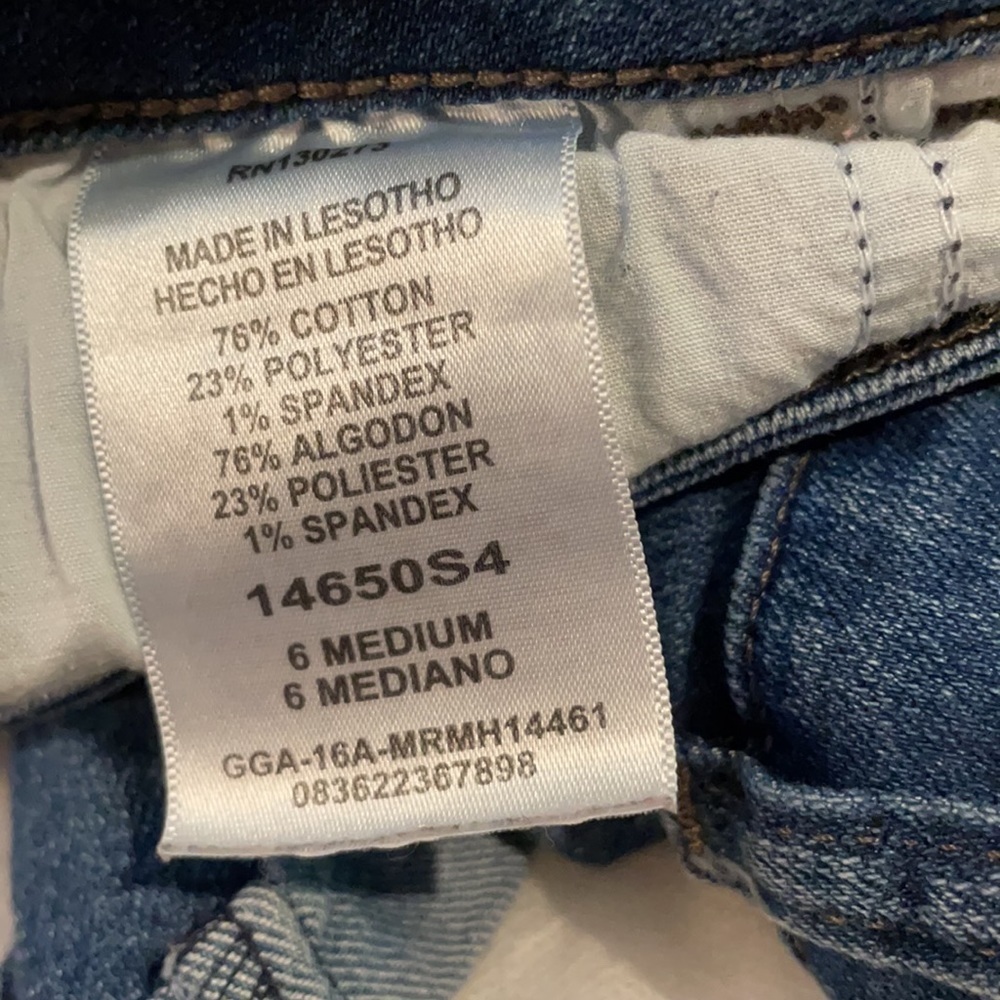 RN130273
MADE IN LESOTHO
HECHO EN LESOTHO
76% COTTON
23% POLYESTER
1% SPANDEX
76% ALGODON
23% POLIESTER
1% SPANDEX
14650S4
6 MEDIUM
6 MEDIANO
GGA-16A-MRMH14461
083622367898